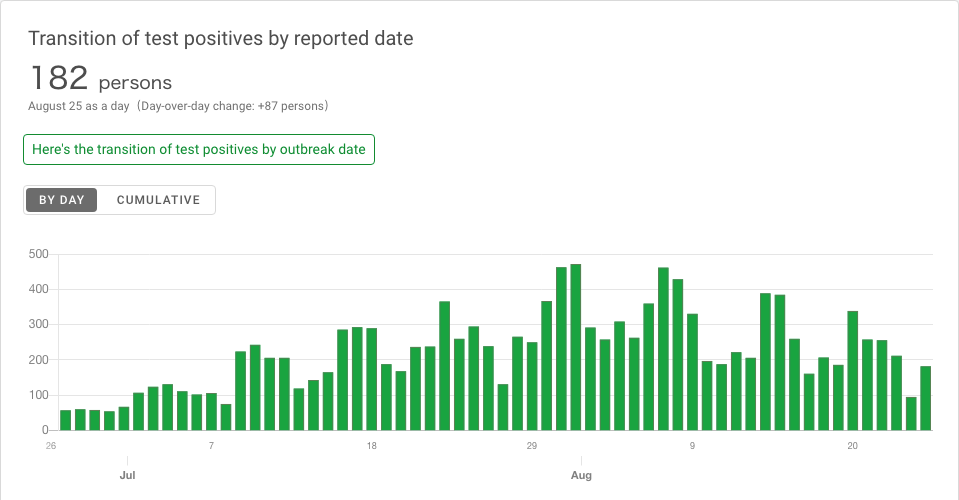 Transition of test positives by reported date
182 persons
August 25 as a day（Day-over-day change: +87 persons）
Here's the transition of test positives by outbreak date
BY DAY CUMULATIVE
500
400
300
200
100
0
26 7 18 29 9 20
Jul Aug